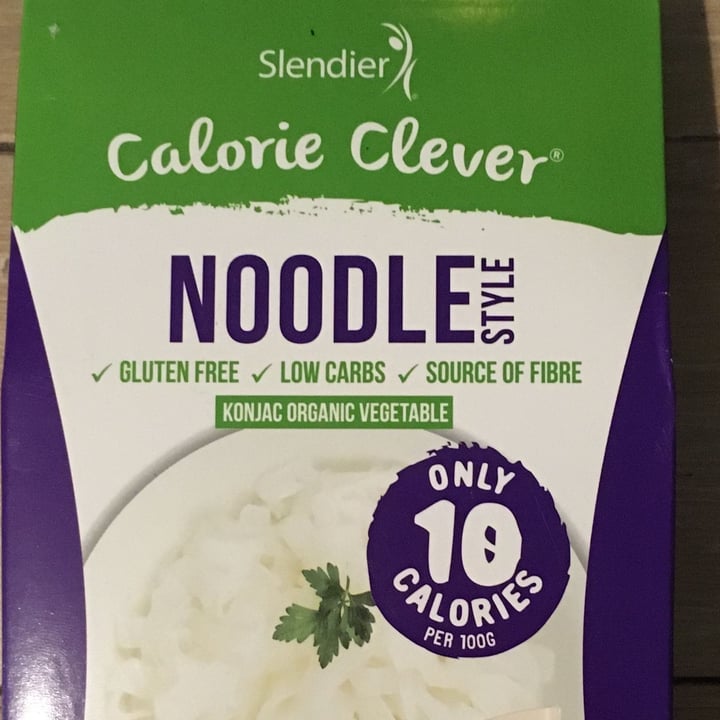 Slendier
Calorie Clever®
NOODLE STYLE
✓ GLUTEN FREE ✓ LOW CARBS ✓ SOURCE OF FIBRE
KONJAC ORGANIC VEGETABLE
ONLY
10
CALORIES
PER 100G